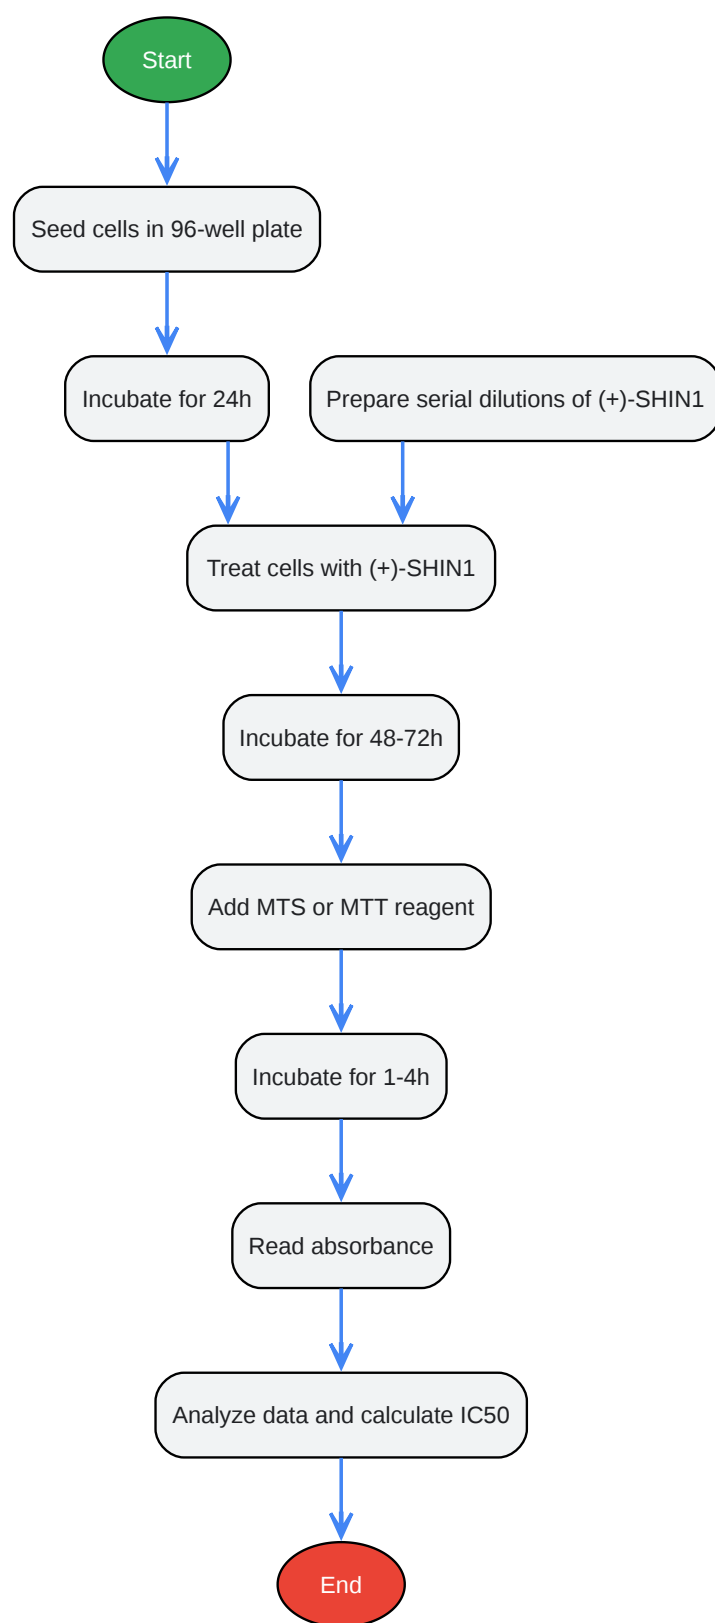 Start
Seed cells in 96-well plate
Incubate for 24h
Prepare serial dilutions of (+)-SHIN1
Treat cells with (+)-SHIN1
Incubate for 48-72h
Add MTS or MTT reagent
Incubate for 1-4h
Read absorbance
Analyze data and calculate IC50
End